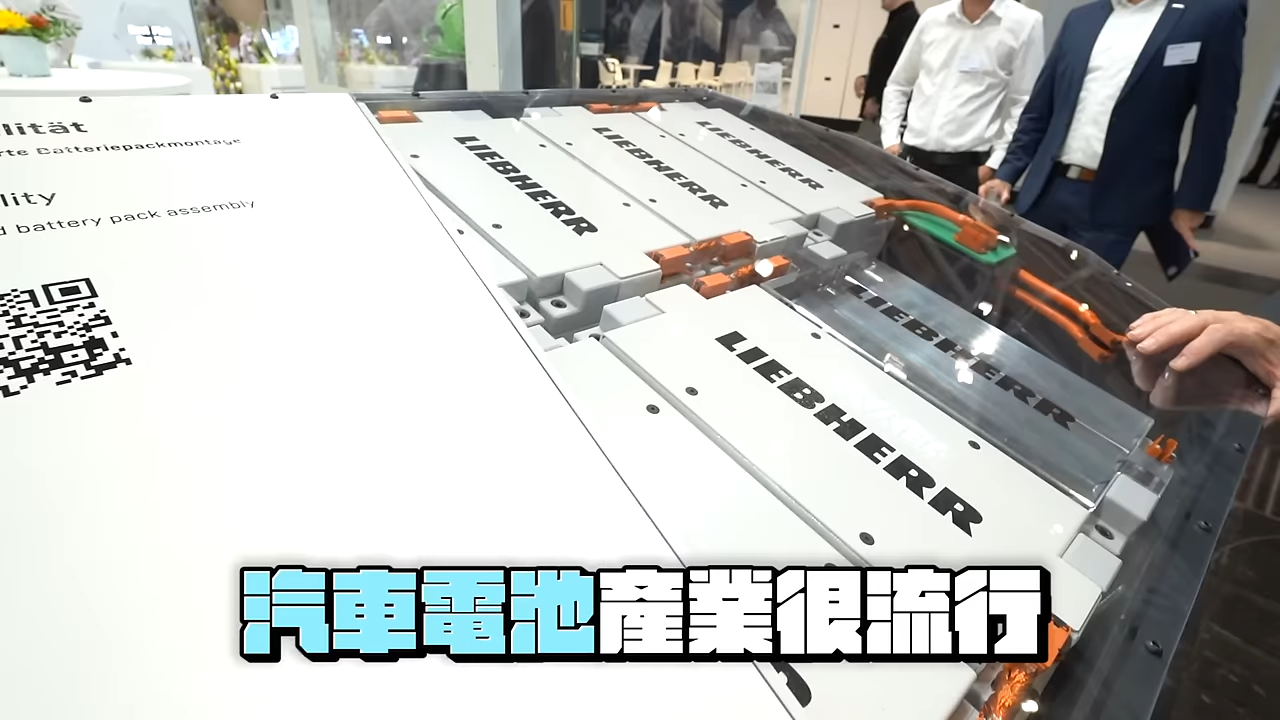 lität
rte Batteriepackmontage
lity
d battery pack assembly
LIEBHERR
LIEBHERR
LIEBHERR
LIEBHERR
LIEBHERR
汽車電池產業很流行